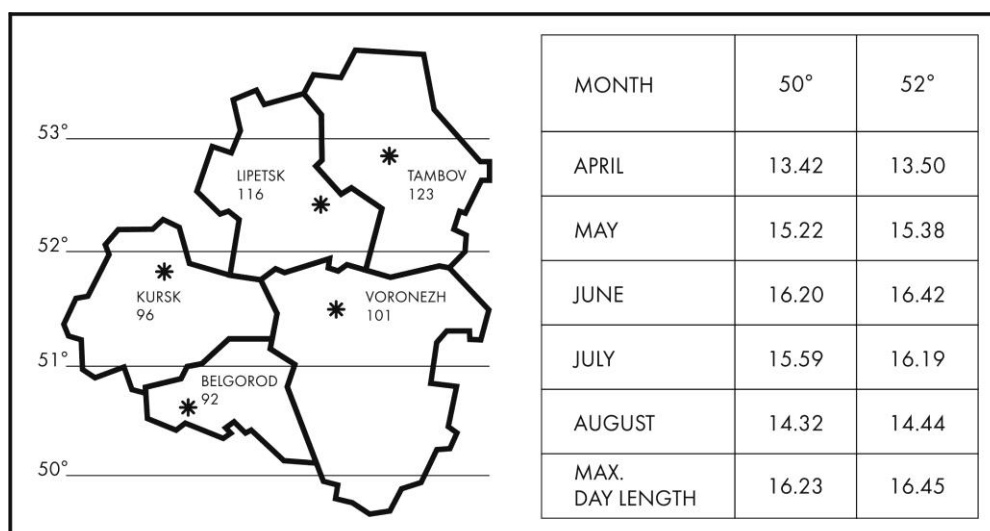 53°
LIPETSK
116
TAMBOV
123
52°
KURSK
96
VORONEZH
101
51°
BELGOROD
92
50°
MONTH 50° 52°
APRIL 13.42 13.50
MAY 15.22 15.38
JUNE 16.20 16.42
JULY 15.59 16.19
AUGUST 14.32 14.44
MAX.
DAY LENGTH 16.23 16.45